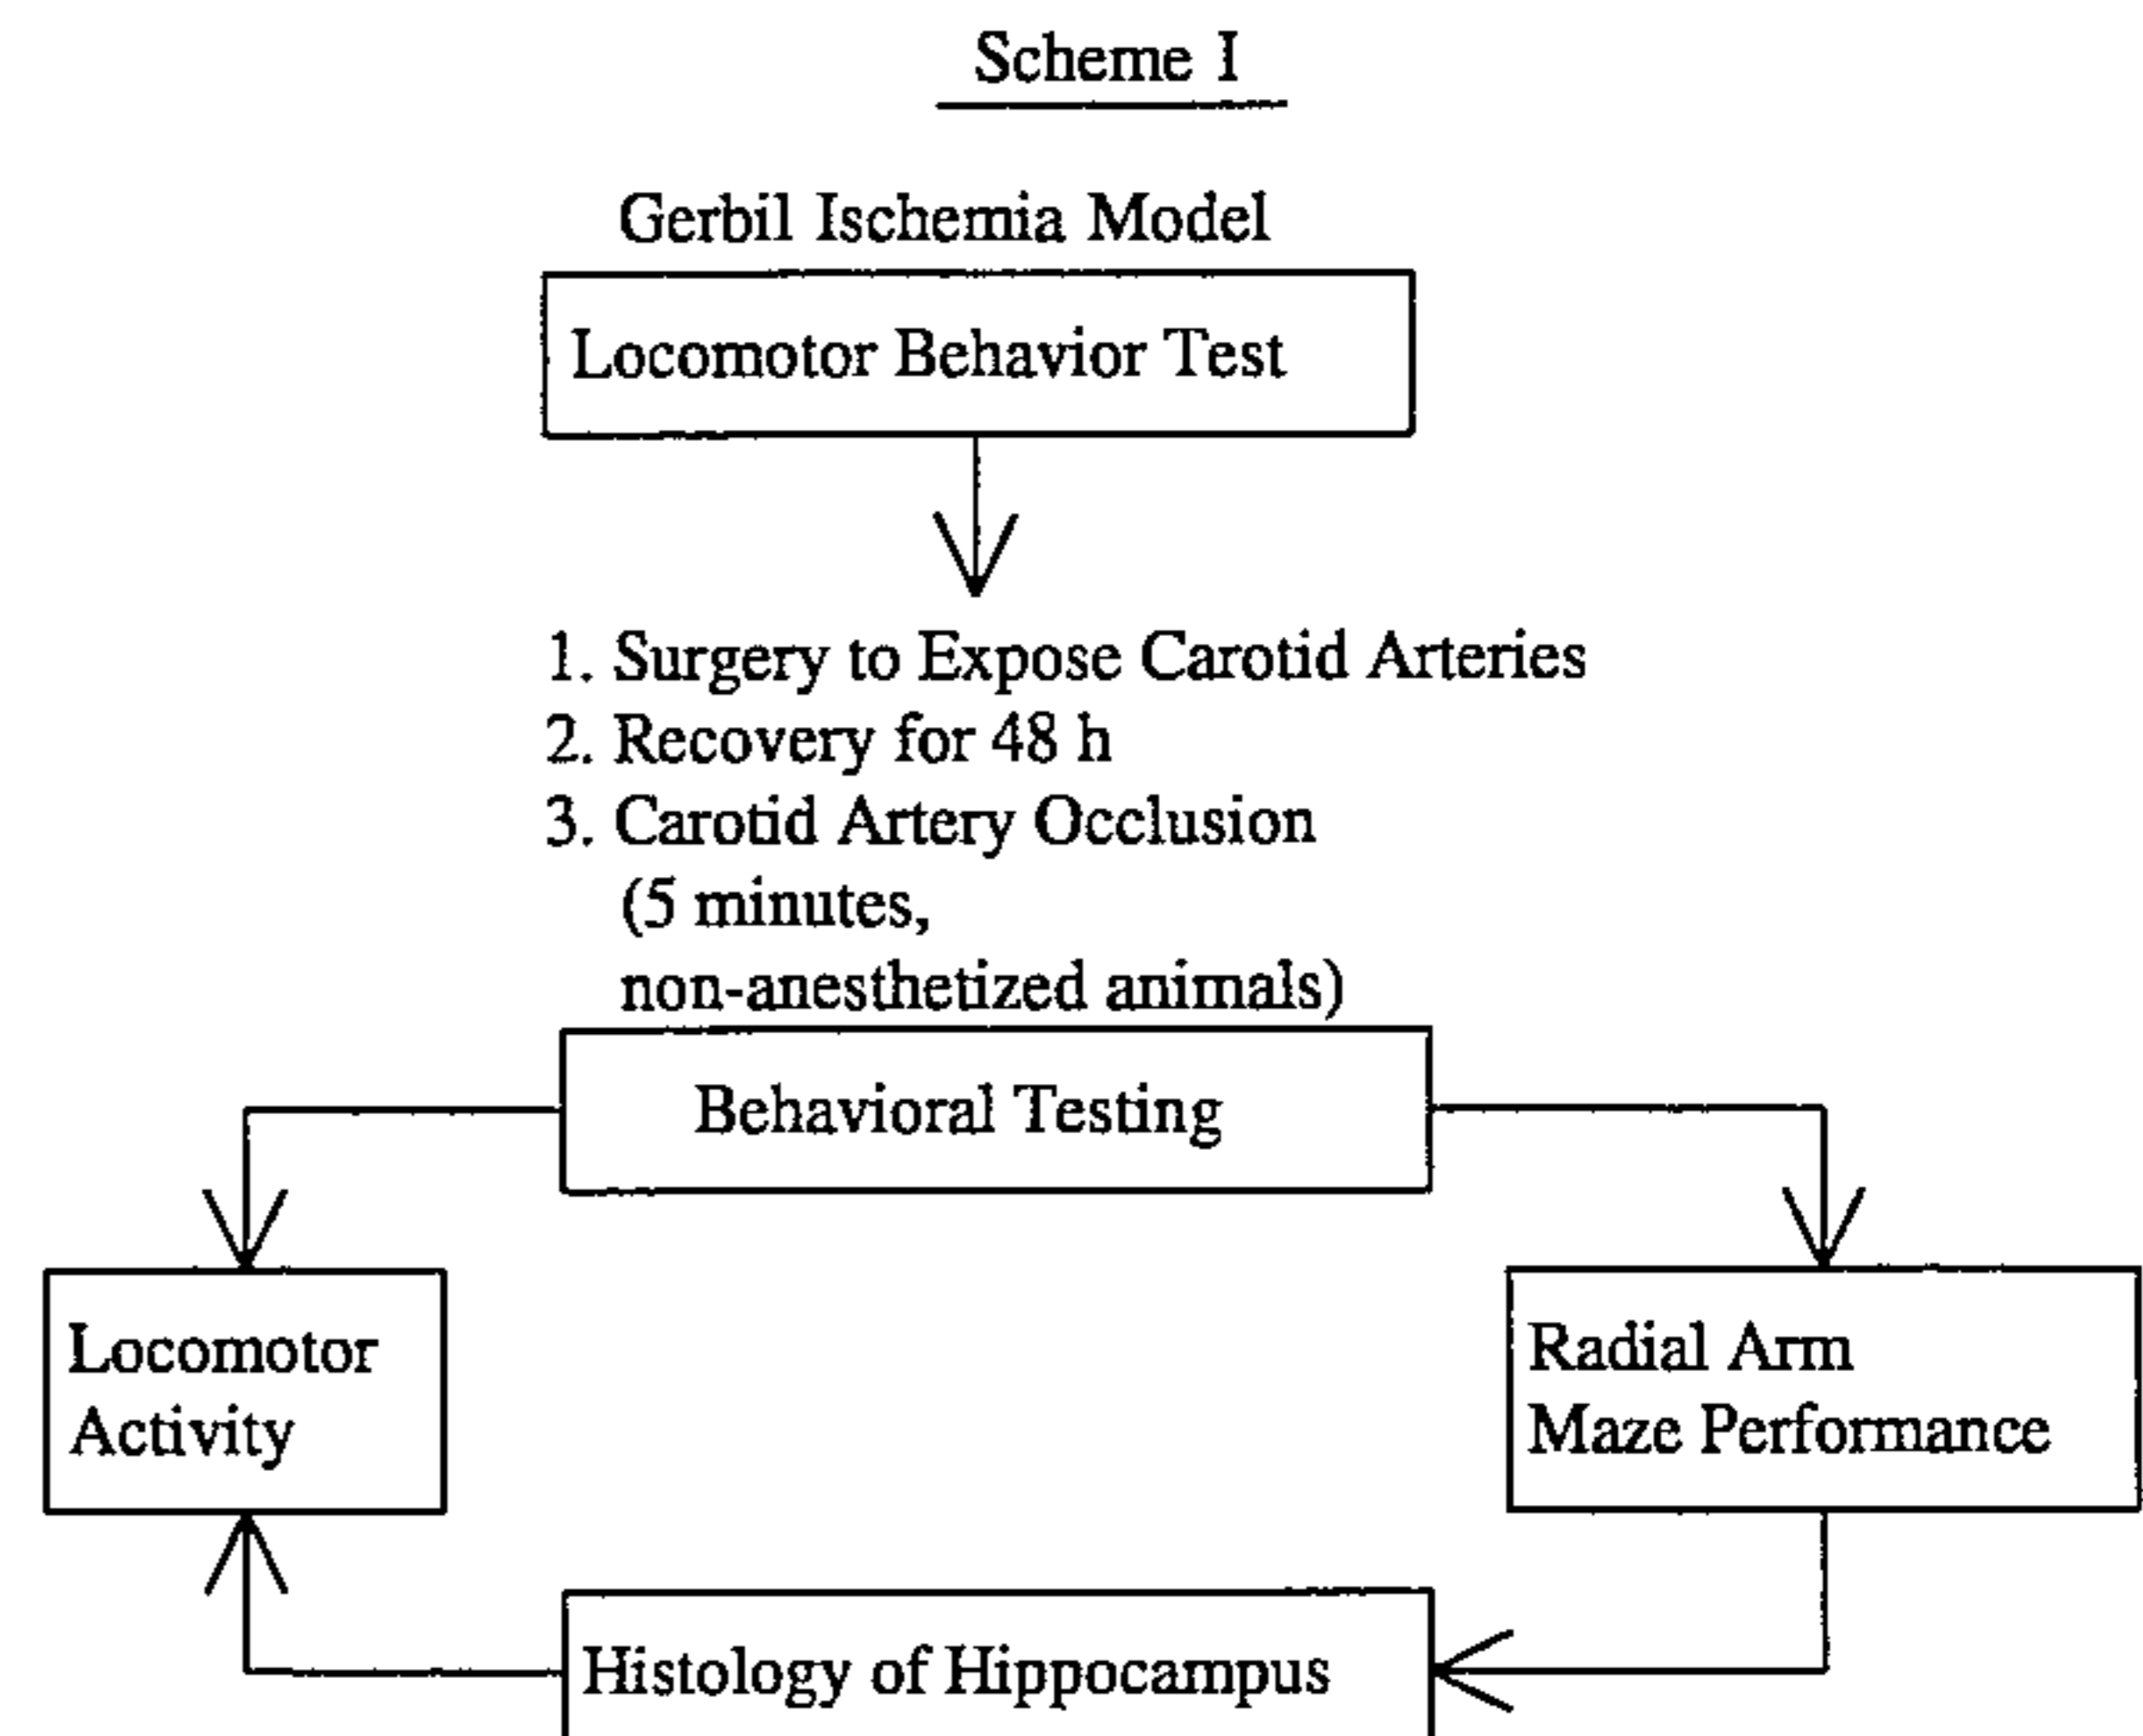 Scheme I
Gerbil Ischemia Model
Locomotor Behavior Test
1. Surgery to Expose Carotid Arteries
2. Recovery for 48 h
3. Carotid Artery Occlusion
(5 minutes,
non-anesthetized animals)
Behavioral Testing
Locomotor
Activity
Radial Arm
Maze Performance
Histology of Hippocampus